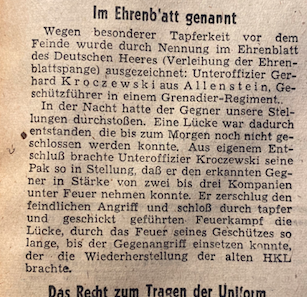 Im Ehrenb'att genannt
Wegen besonderer Tapferkeit vor dem
Feinde wurde durch Nennung im Ehrenblatt
des Deutschen Heeres (Verleihung der Ehren-
blattspange) ausgezeichnet: Unteroffizier Ger-
hard Kroczewski aus Allenstein, Ge-
schützführer in einem Grenadier-Regiment..
In der Nacht hatte der Gegner unsere Stel-
lungen durchstoßen. Eine Lücke war dadurch
entstanden, die bis zum Morgen noch nicht ge-
schlossen werden konnte. Aus eigenem Ent-
schluß brachte Unteroffizier Kroczewski seine
Pak so in Stellung, daß er den erkannten Geg-
ner in Stärke von zwei bis drei Kompanien
unter Feuer nehmen konnte. Er zerschlug den
feindlichen Angriff und schloß durch tapfer
und geschickt geführten Feuerkampf die
Lücke, durch das Feuer seines Geschützes so
lange, bis der Gegenangriff einsetzen konnte,
der die Wiederherstellung der alten HKL
brachte.
Das Recht zum Tragen der Uniform